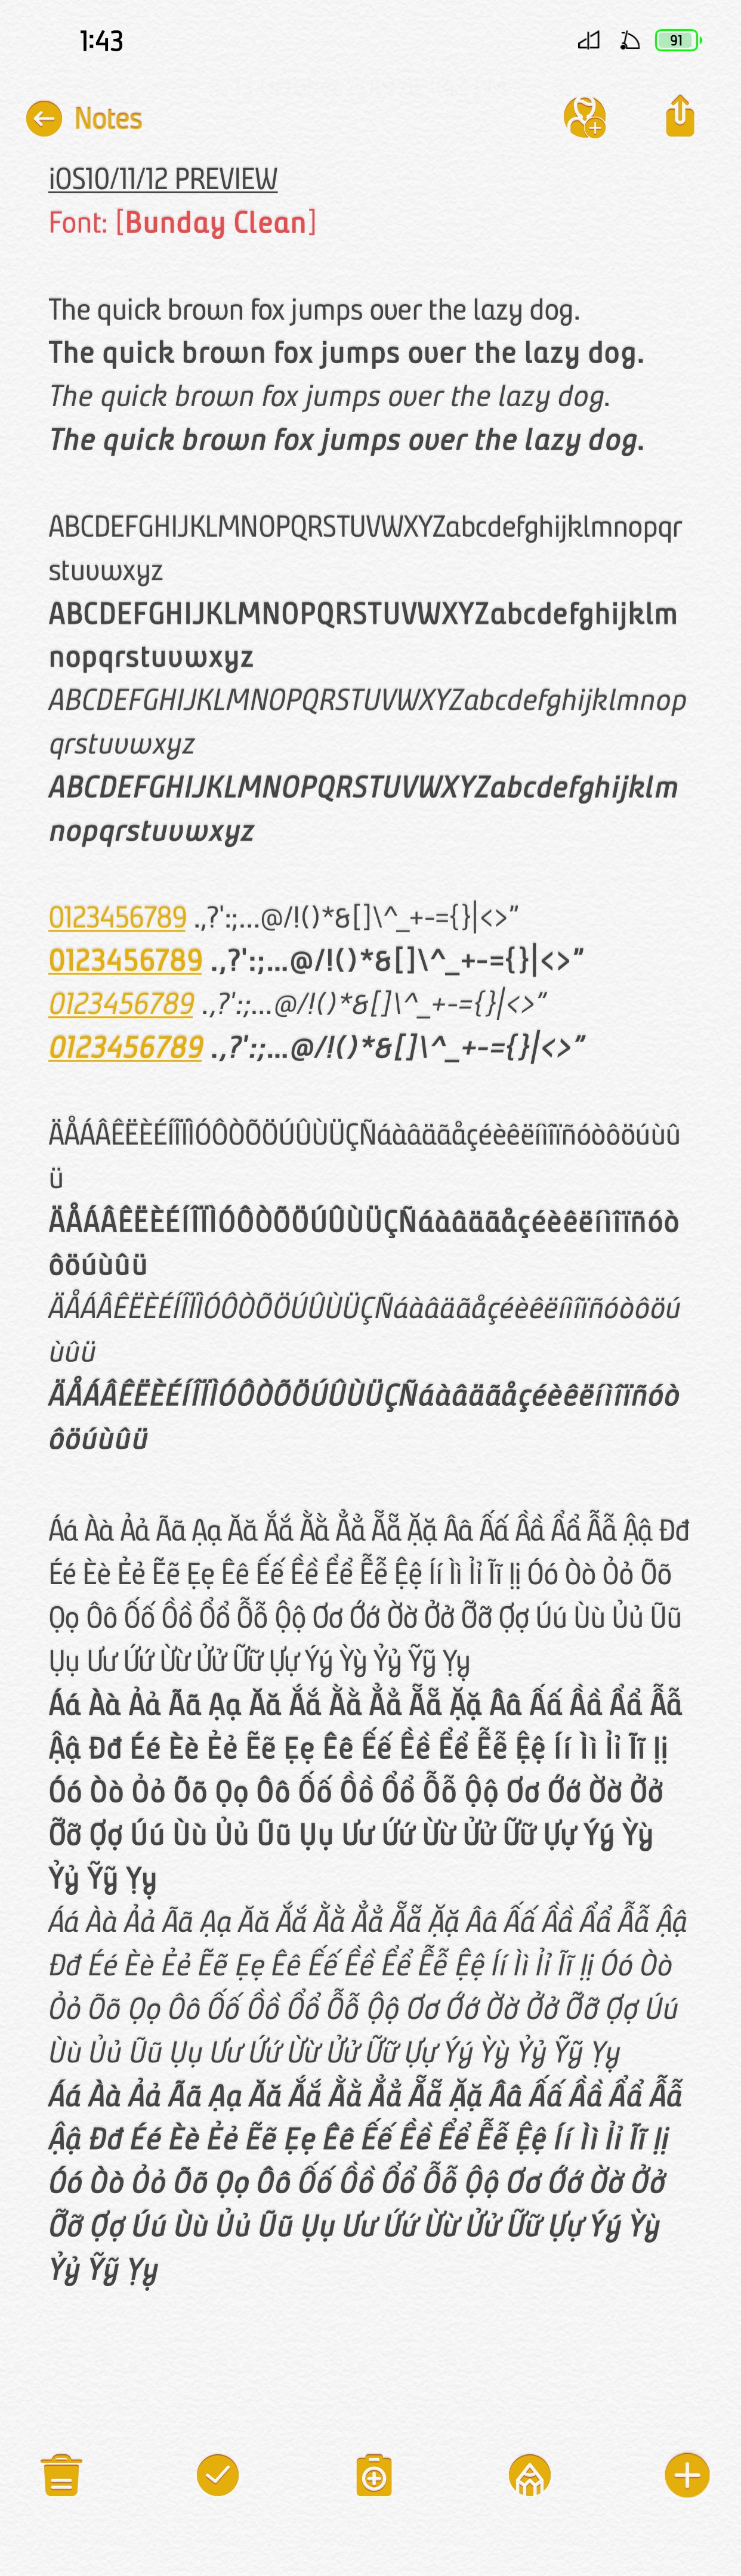 1:43
91
Notes
iOS10/11/12 PREVIEW
Font: [Bunday Clean]
The quick brown fox jumps over the lazy dog.
The quick brown fox jumps over the lazy dog.
The quick brown fox jumps over the lazy dog.
The quick brown fox jumps over the lazy dog.
ABCDEFGHIJKLMNOPQRSTUVWXYZabcdefghijklmnopqr
stuvwxyz
ABCDEFGHIJKLMNOPQRSTUVWXYZabcdefghijklm
nopqrstuvwxyz
ABCDEFGHIJKLMNOPQRSTUVWXYZabcdefghijklmnop
qrstuvwxyz
ABCDEFGHIJKLMNOPQRSTUVWXYZabcdefghijklm
nopqrstuvwxyz
0123456789 .,?':;...@/!()*&[]\^_+-={}|<>"
0123456789 .,?':;...@/!()*&[]\^_+-={}|<>"
0123456789 .,?':;...@/!()*&[]\^_+-={}|<>"
0123456789 .,?':;...@/!()*&[]\^_+-={}|<>"
ÄÅÁÂÊËÈÉÍÎÏÌÓÔÒÕÖÚÛÙÜÇÑáàâäãåçéèêëíìîïñóòôöúùû
ü
ÄÅÁÂÊËÈÉÍÎÏÌÓÔÒÕÖÚÛÙÜÇÑáàâäãåçéèêëíìîïñóò
ôöúùûü
ÄÅÁÂÊËÈÉÍÎÏÌÓÔÒÕÖÚÛÙÜÇÑáàâäãåçéèêëíìîïñóòôöú
ùûü
ÄÅÁÂÊËÈÉÍÎÏÌÓÔÒÕÖÚÛÙÜÇÑáàâäãåçéèêëíìîïñóò
ôöúùûü
Áá Àà Ảả Ãã Ạạ Ăă Ắắ Ằằ Ẳẳ Ẵẵ Ặặ Ââ Ấấ Ầầ Ẩẩ Ẫẫ Ậậ Đđ
Éé Èè Ẻẻ Ẽẽ Ẹẹ Êê Ếế Ềề Ểể Ễễ Ệệ Íí Ìì Ỉỉ Ĩĩ Ịị Óó Òò Ỏỏ Õõ
Ọọ Ôô Ốố Ồồ Ổổ Ỗỗ Ộộ Ơơ Ớớ Ờờ Ởở Ỡỡ Ợợ Úú Ùù Ủủ Ũũ
Ụụ Ưư Ứứ Ừừ Ửử Ữữ Ựự Ýý Ỳỳ Ỷỷ Ỹỹ Ỵỵ
Áá Àà Ảả Ãã Ạạ Ăă Ắắ Ằằ Ẳẳ Ẵẵ Ặặ Ââ Ấấ Ầầ Ẩẩ Ẫẫ
Ậậ Đđ Éé Èè Ẻẻ Ẽẽ Ẹẹ Êê Ếế Ềề Ểể Ễễ Ệệ Íí Ìì Ỉỉ Ĩĩ Ịị
Óó Òò Ỏỏ Õõ Ọọ Ôô Ốố Ồồ Ổổ Ỗỗ Ộộ Ơơ Ớớ Ờờ Ởở
Ỡỡ Ợợ Úú Ùù Ủủ Ũũ Ụụ Ưư Ứứ Ừừ Ửử Ữữ Ựự Ýý Ỳỳ
Ỷỷ Ỹỹ Ỵỵ
Áá Àà Ảả Ãã Ạạ Ăă Ắắ Ằằ Ẳẳ Ẵẵ Ặặ Ââ Ấấ Ầầ Ẩẩ Ẫẫ Ậậ
Đđ Éé Èè Ẻẻ Ẽẽ Ẹẹ Êê Ếế Ềề Ểể Ễễ Ệệ Íí Ìì Ỉỉ Ĩĩ Ịị Óó Òò
Ỏỏ Õõ Ọọ Ôô Ốố Ồồ Ổổ Ỗỗ Ộộ Ơơ Ớớ Ờờ Ởở Ỡỡ Ợợ Úú
Ùù Ủủ Ũũ Ụụ Ưư Ứứ Ừừ Ửử Ữữ Ựự Ýý Ỳỳ Ỷỷ Ỹỹ Ỵỵ
Áá Àà Ảả Ãã Ạạ Ăă Ắắ Ằằ Ẳẳ Ẵẵ Ặặ Ââ Ấấ Ầầ Ẩẩ Ẫẫ
Ậậ Đđ Éé Èè Ẻẻ Ẽẽ Ẹẹ Êê Ếế Ềề Ểể Ễễ Ệệ Íí Ìì Ỉỉ Ĩĩ Ịị
Óó Òò Ỏỏ Õõ Ọọ Ôô Ốố Ồồ Ổổ Ỗỗ Ộộ Ơơ Ớớ Ờờ Ởở
Ỡỡ Ợợ Úú Ùù Ủủ Ũũ Ụụ Ưư Ứứ Ừừ Ửử Ữữ Ựự Ýý Ỳỳ
Ỷỷ Ỹỹ Ỵỵ